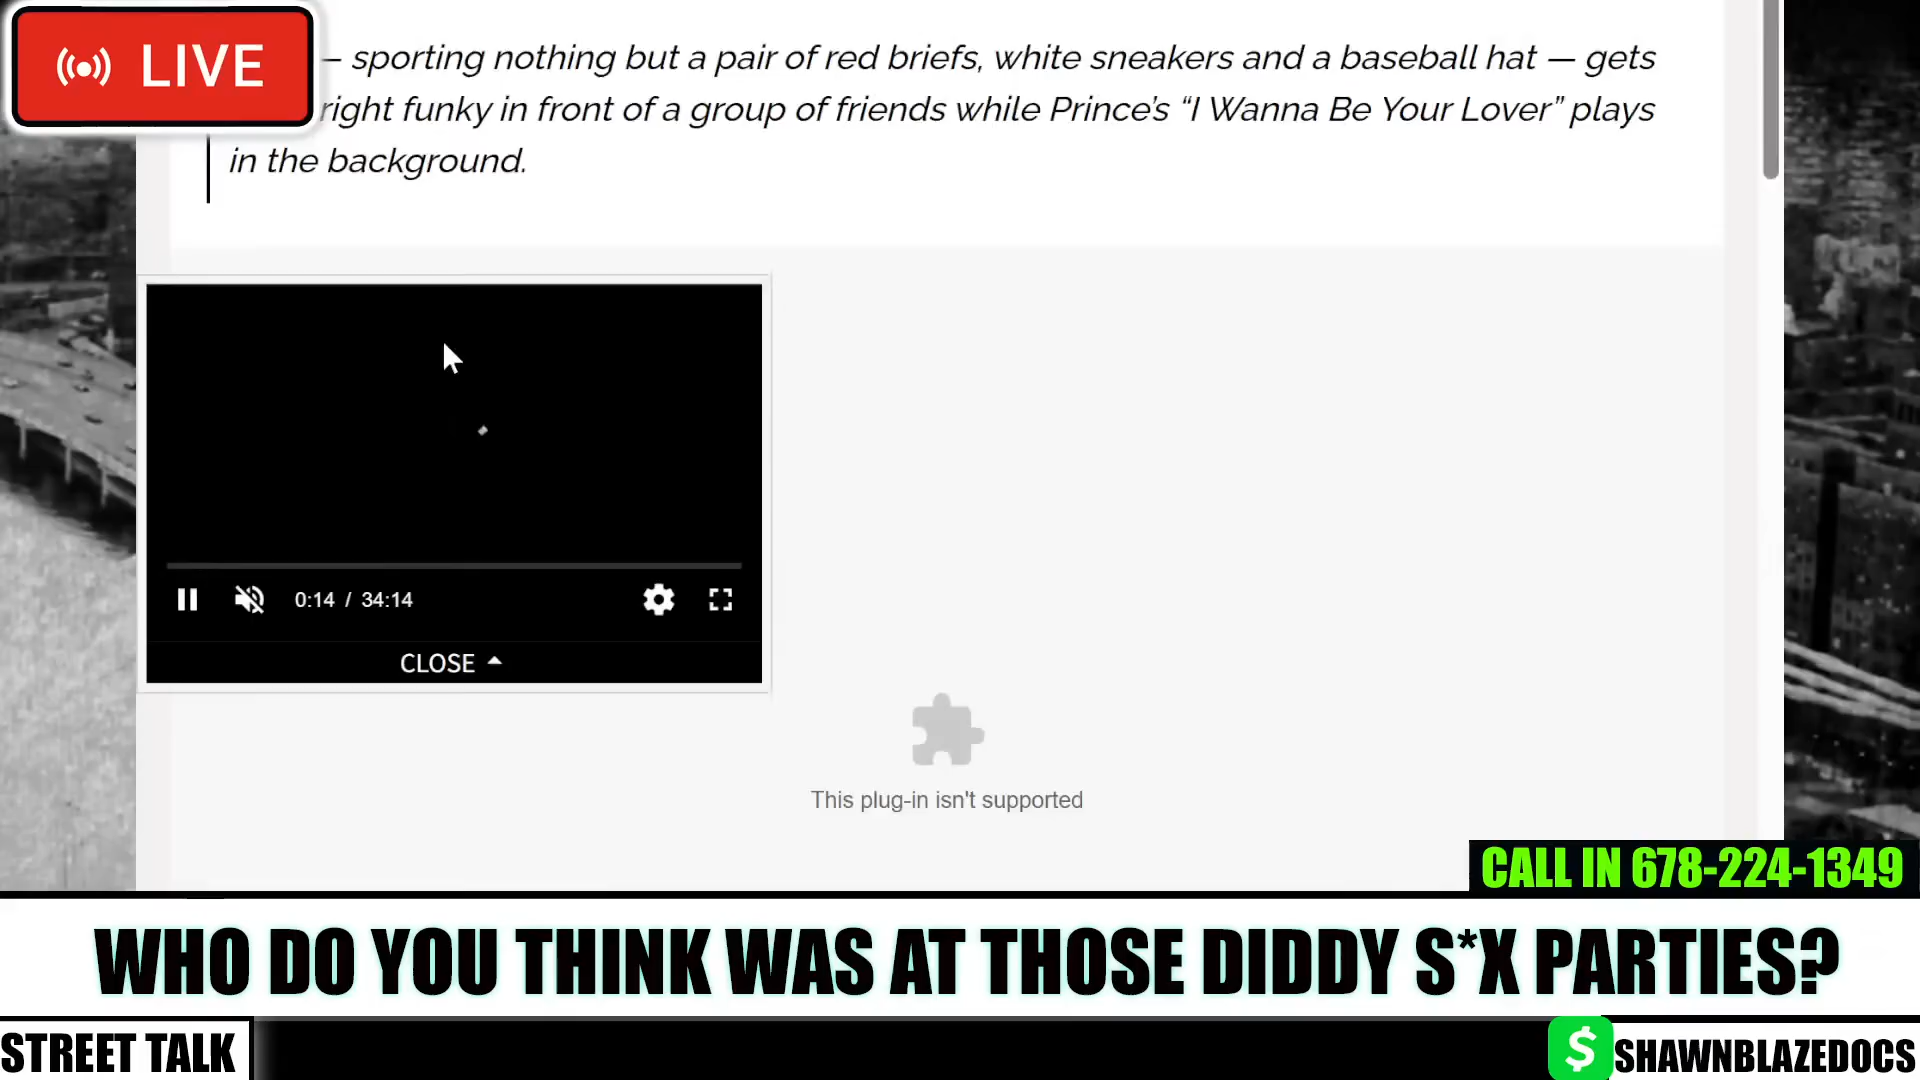 LIVE
– sporting nothing but a pair of red briefs, white sneakers and a baseball hat — gets
right funky in front of a group of friends while Prince’s “I Wanna Be Your Lover” plays
in the background.
0:14 / 34:14
CLOSE
This plug-in isn't supported
CALL IN 678-224-1349
WHO DO YOU THINK WAS AT THOSE DIDDY S*X PARTIES?
STREET TALK
$ SHAWNBLAZEDOCS